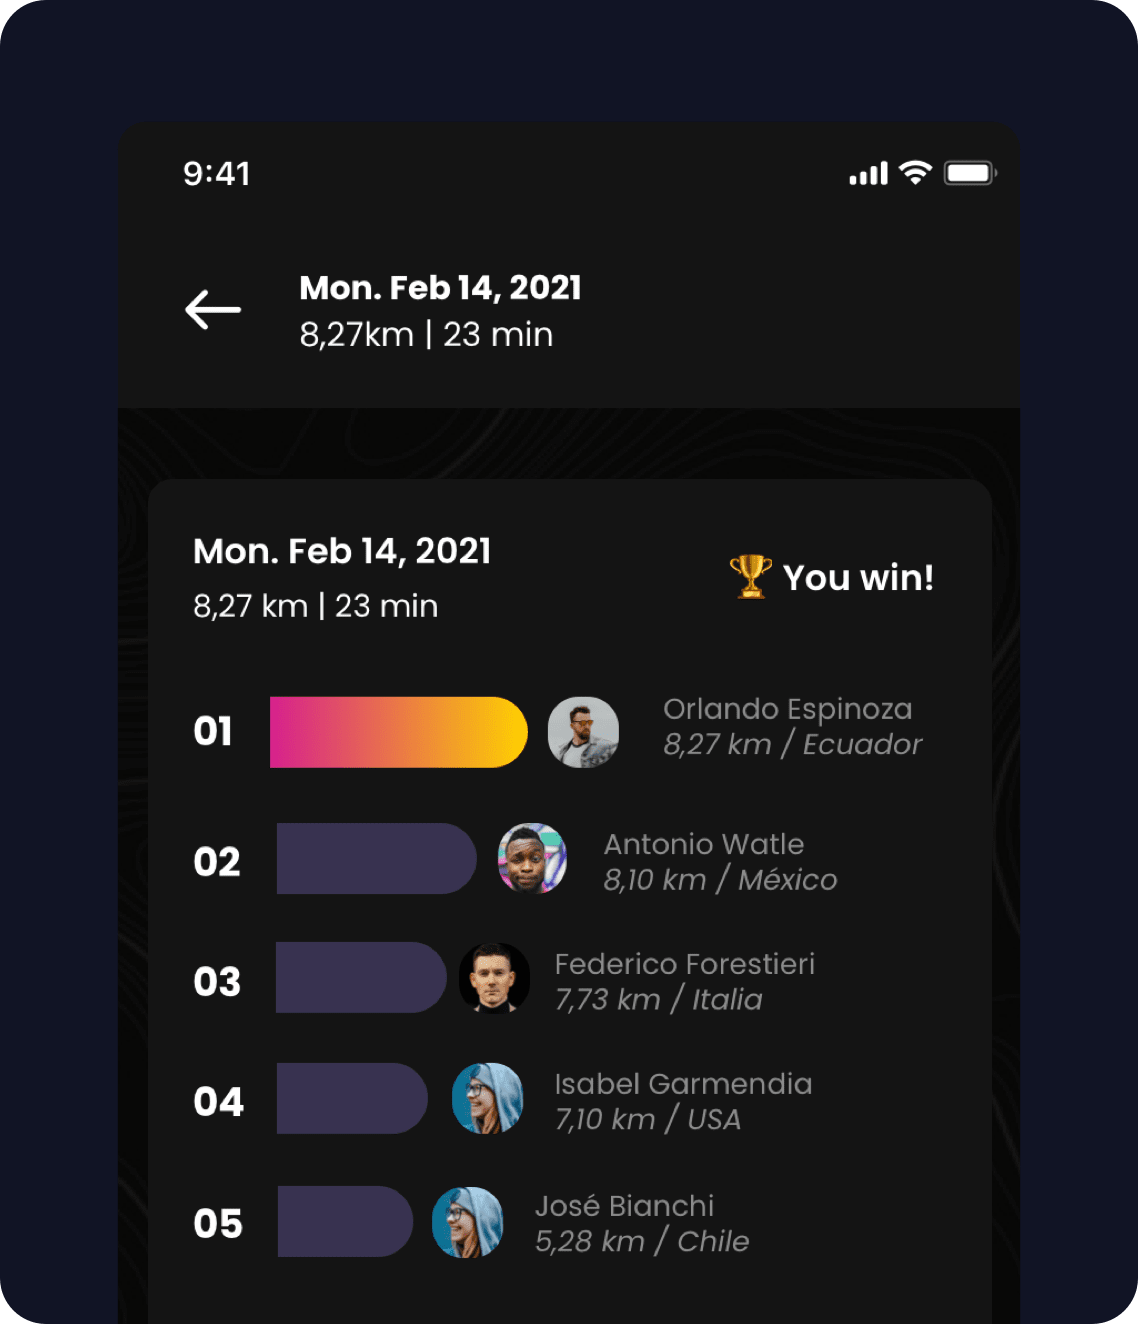 9:41
Mon. Feb 14, 2021
8,27km | 23 min
Mon. Feb 14, 2021
8,27 km | 23 min
You win!
01
Orlando Espinoza
8,27 km / Ecuador
02
Antonio Watle
8,10 km / México
03
Federico Forestieri
7,73 km / Italia
04
Isabel Garmendia
7,10 km / USA
05
José Bianchi
5,28 km / Chile